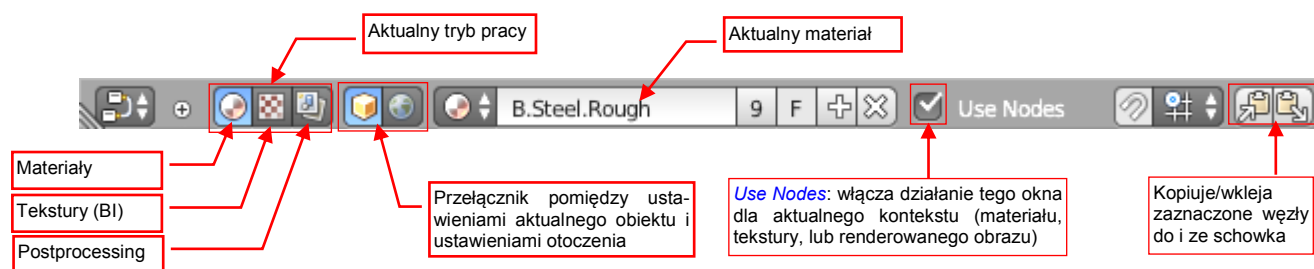 Aktualny tryb pracy
Aktualny materiał
B.Steel.Rough
9
F
Use Nodes
Materiały
Tekstury (BI)
Postprocessing
Przełącznik pomiędzy usta-
wieniami aktualnego obiektu i
ustawieniami otoczenia
Use Nodes: włącza działanie tego okna
dla aktualnego kontekstu (materiału,
tekstury, lub renderowanego obrazu)
Kopiuje/wkleja
zaznaczone węzły
do i ze schowka